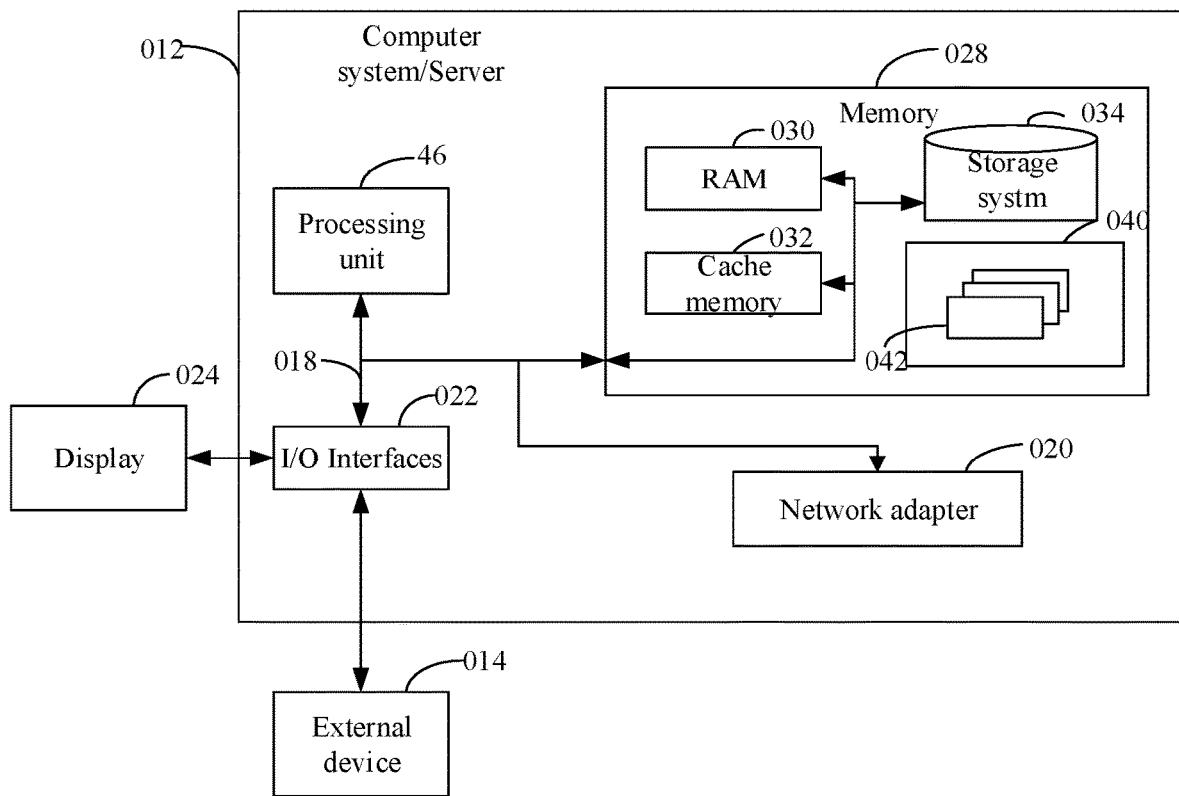 012
Computer
system/Server
028
Memory
030
RAM
034
Storage
systm
46
Processing
unit
032
Cache
memory
040
042
018
024
Display
022
I/O Interfaces
020
Network adapter
014
External
device